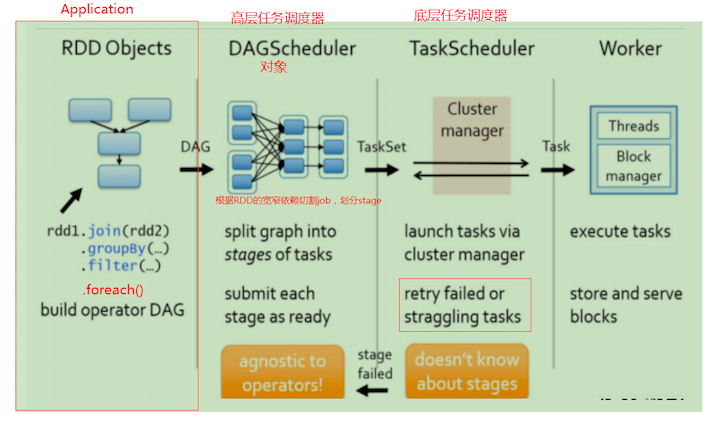 Application
高层任务调度器
底层任务调度器
RDD Objects
DAGScheduler
TaskScheduler
Worker
对象
DAG
TaskSet
Cluster
manager
Task
Threads
Block
manager
根据RDD的宽窄依赖切割job，划分stage
rdd1.join(rdd2)
.groupBy(…)
.filter(…)
.foreach()
build operator DAG
split graph into
stages of tasks
submit each
stage as ready
launch tasks via
cluster manager
retry failed or
straggling tasks
execute tasks
store and serve
blocks
agnostic to
operators!
stage
failed
doesn't know
about stages